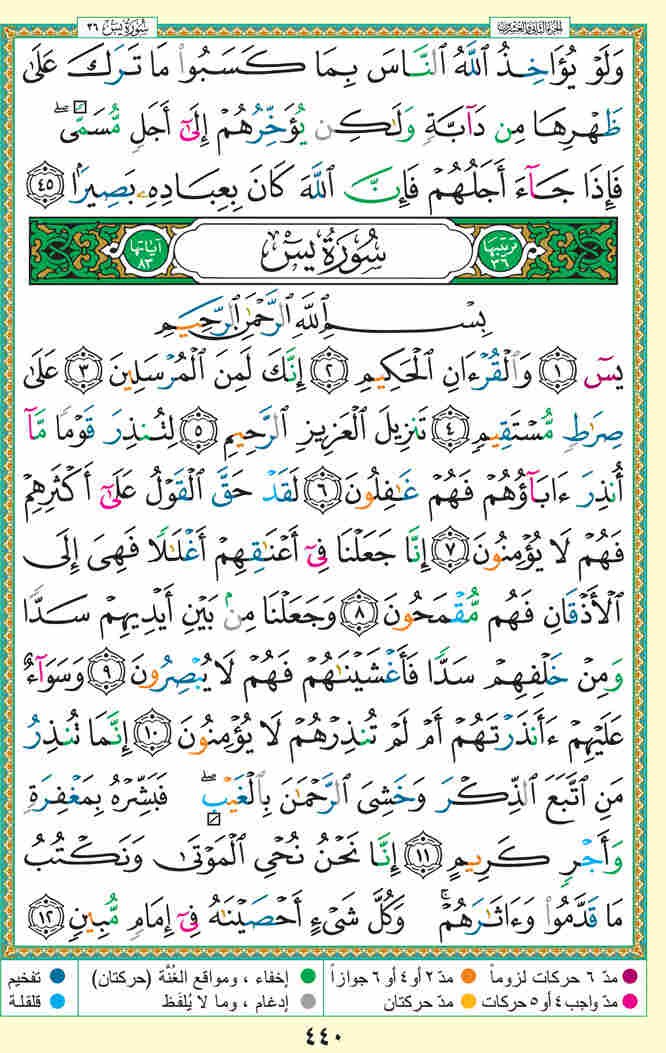 سُورَةُ يسٓ ٣٦
الجزء الثاني والعشرون
وَلَوۡ يُؤَاخِذُ ٱللَّهُ ٱلنَّاسَ بِمَا كَسَبُواْ مَا تَرَكَ عَلَىٰ
ظَهۡرِهَا مِن دَآبَّةٖ وَلَٰكِن يُؤَخِّرُهُمۡ إِلَىٰٓ أَجَلٖ مُّسَمّٗىۖ
فَإِذَا جَآءَ أَجَلُهُمۡ فَإِنَّ ٱللَّهَ كَانَ بِعِبَادِهِۦ بَصِيرَۢا ٤٥
ترتيبها ٣٦ سُورَةُ يسٓ آياتها ٨٣
بِسۡمِ ٱللَّهِ ٱلرَّحۡمَٰنِ ٱلرَّحِيمِ
يسٓ ١ وَٱلۡقُرۡءَانِ ٱلۡحَكِيمِ ٢ إِنَّكَ لَمِنَ ٱلۡمُرۡسَلِينَ ٣ عَلَىٰ
صِرَٰطٖ مُّسۡتَقِيمٖ ٤ تَنزِيلَ ٱلۡعَزِيزِ ٱلرَّحِيمِ ٥ لِتُنذِرَ قَوۡمٗا مَّآ
أُنذِرَ ءَابَآؤُهُمۡ فَهُمۡ غَٰفِلُونَ ٦ لَقَدۡ حَقَّ ٱلۡقَوۡلُ عَلَىٰٓ أَكۡثَرِهِمۡ
فَهُمۡ لَا يُؤۡمِنُونَ ٧ إِنَّا جَعَلۡنَا فِيٓ أَعۡنَٰقِهِمۡ أَغۡلَٰلٗا فَهِيَ إِلَى
ٱلۡأَذۡقَانِ فَهُم مُّقۡمَحُونَ ٨ وَجَعَلۡنَا مِنۢ بَيۡنِ أَيۡدِيهِمۡ سَدّٗا
وَمِنۡ خَلۡفِهِمۡ سَدّٗا فَأَغۡشَيۡنَٰهُمۡ فَهُمۡ لَا يُبۡصِرُونَ ٩ وَسَوَآءٌ
عَلَيۡهِمۡ ءَأَنذَرۡتَهُمۡ أَمۡ لَمۡ تُنذِرۡهُمۡ لَا يُؤۡمِنُونَ ١٠ إِنَّمَا تُنذِرُ
مَنِ ٱتَّبَعَ ٱلذِّكۡرَ وَخَشِيَ ٱلرَّحۡمَٰنَ بِٱلۡغَيۡبِۖ فَبَشِّرۡهُ بِمَغۡفِرَةٖ
وَأَجۡرٖ كَرِيمٍ ١١ إِنَّا نَحۡنُ نُحۡيِ ٱلۡمَوۡتَىٰ وَنَكۡتُبُ
مَا قَدَّمُواْ وَءَاثَٰرَهُمۡۚ وَكُلَّ شَيۡءٍ أَحۡصَيۡنَٰهُ فِيٓ إِمَامٖ مُّبِينٖ ١٢
مدّ ٦ حركات لزوماً مدّ ٢ أو ٤ أو ٦ جوازاً إخفاء ، ومواقع الغُنَّة (حركتان) تفخيم
مدّ واجب ٤ أو ٥ حركات مدّ حركتان إدغام ، وما لا يُلفَظ قلقلة
٤٤٠